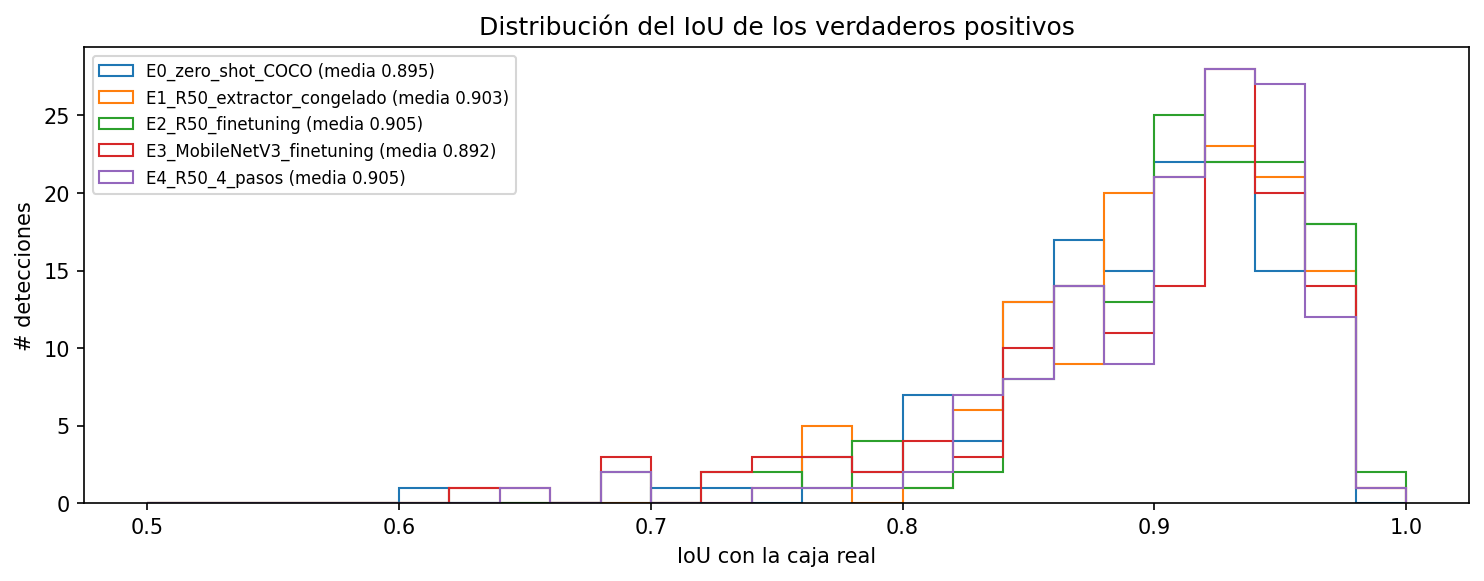 Distribución del IoU de los verdaderos positivos
E0_zero_shot_COCO (media 0.895)
E1_R50_extractor_congelado (media 0.903)
E2_R50_finetuning (media 0.905)
E3_MobileNetV3_finetuning (media 0.892)
E4_R50_4_pasos (media 0.905)
# detecciones
25
20
15
10
5
0
0.5 0.6 0.7 0.8 0.9 1.0
IoU con la caja real